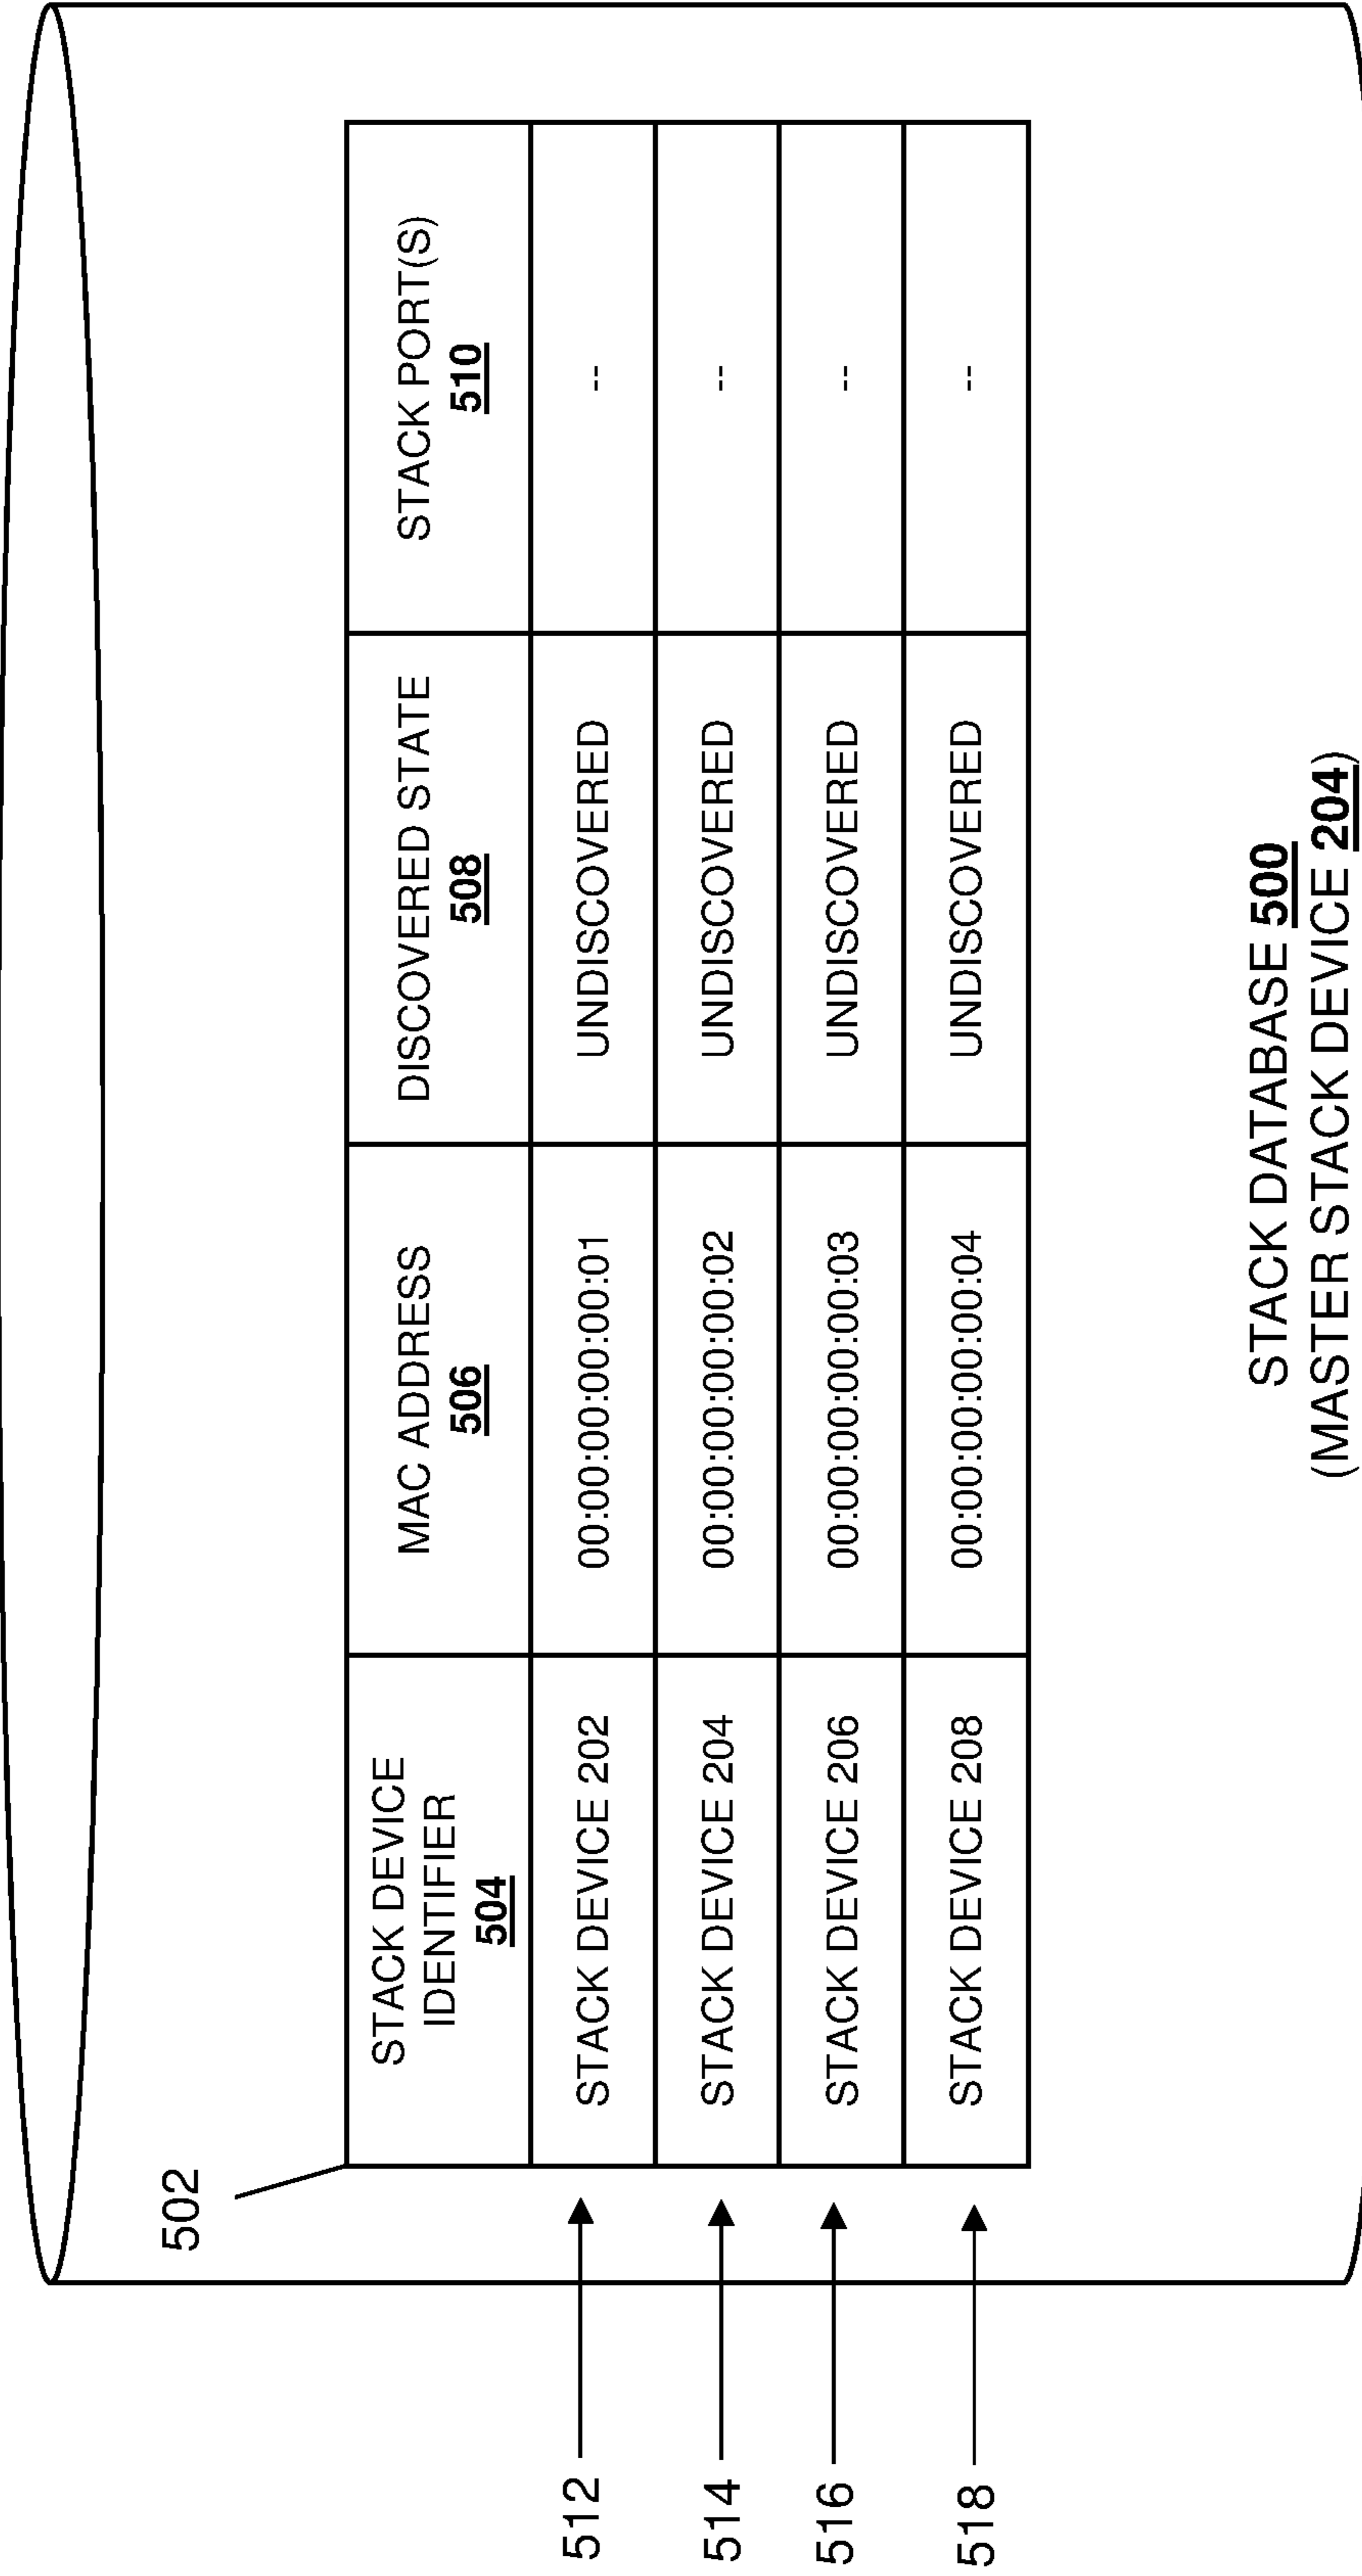 502
STACK DEVICE
IDENTIFIER
504
MAC ADDRESS
506
DISCOVERED STATE
508
STACK PORT(S)
510
512
STACK DEVICE 202
00:00:00:00:00:01
UNDISCOVERED
--
514
STACK DEVICE 204
00:00:00:00:00:02
UNDISCOVERED
--
516
STACK DEVICE 206
00:00:00:00:00:03
UNDISCOVERED
--
518
STACK DEVICE 208
00:00:00:00:00:04
UNDISCOVERED
--
STACK DATABASE 500
(MASTER STACK DEVICE 204)